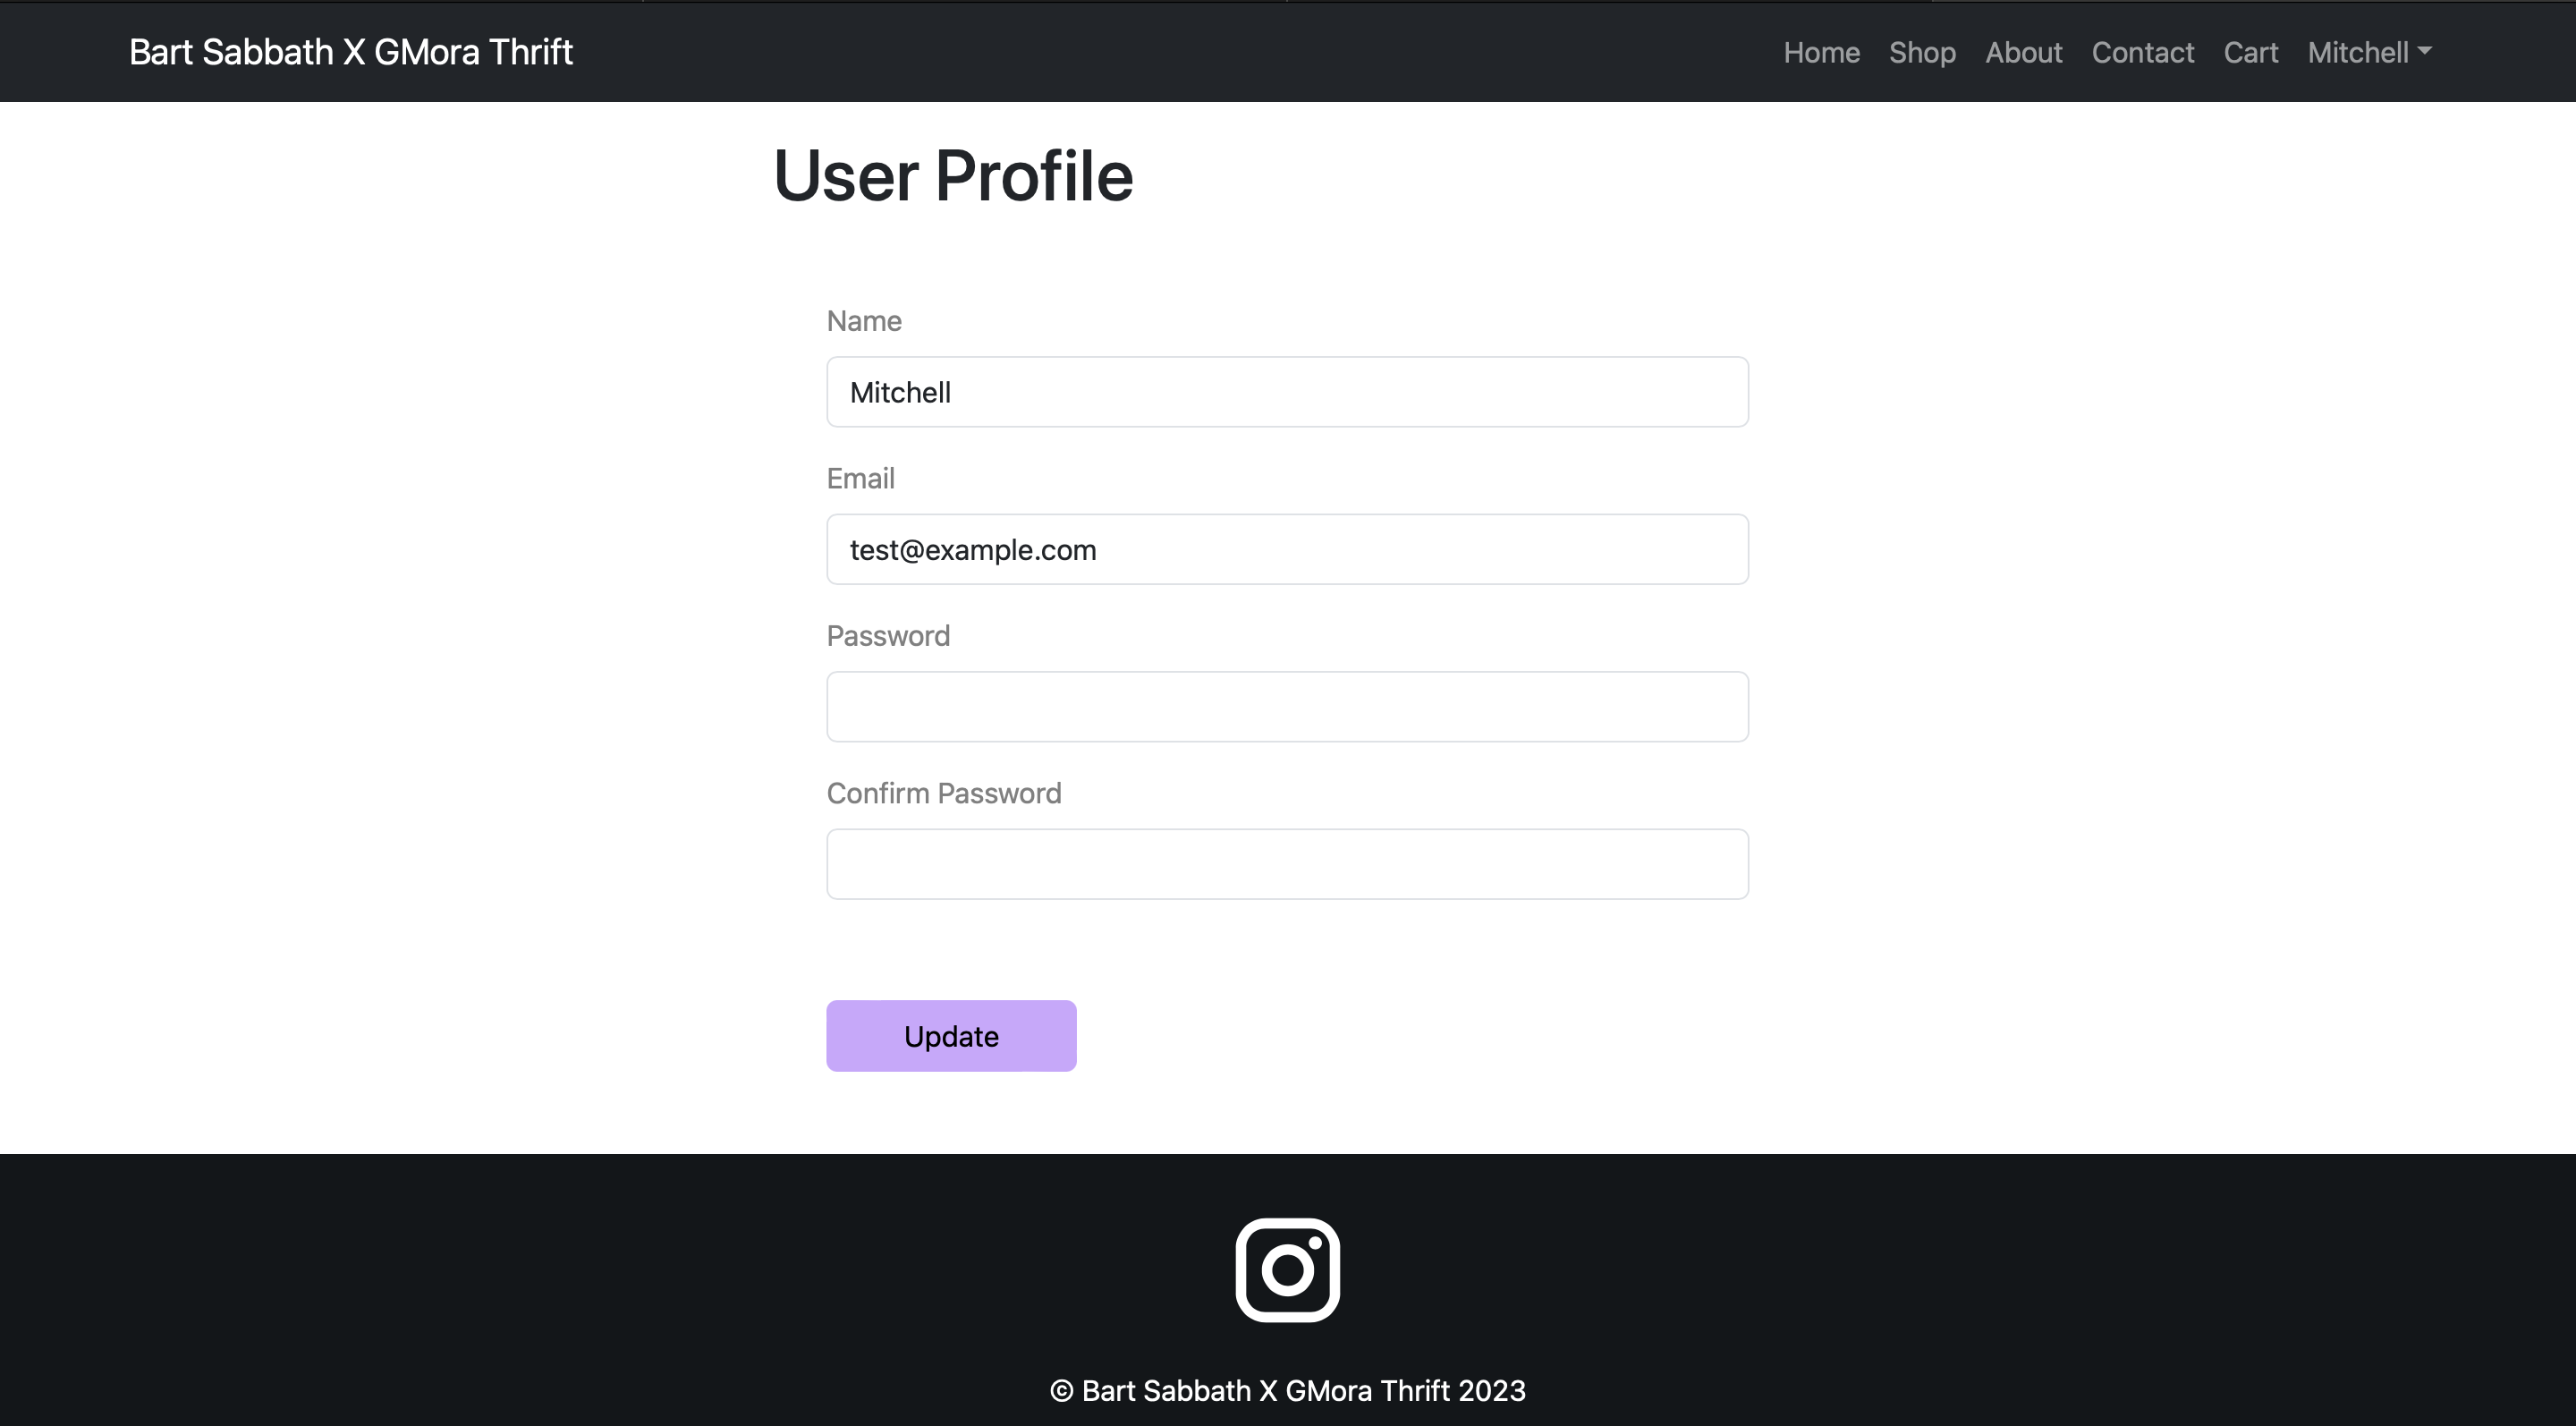 Bart Sabbath X GMora Thrift
Home Shop About Contact Cart Mitchell
User Profile
Name
Mitchell
Email
test@example.com
Password
Confirm Password
Update
© Bart Sabbath X GMora Thrift 2023